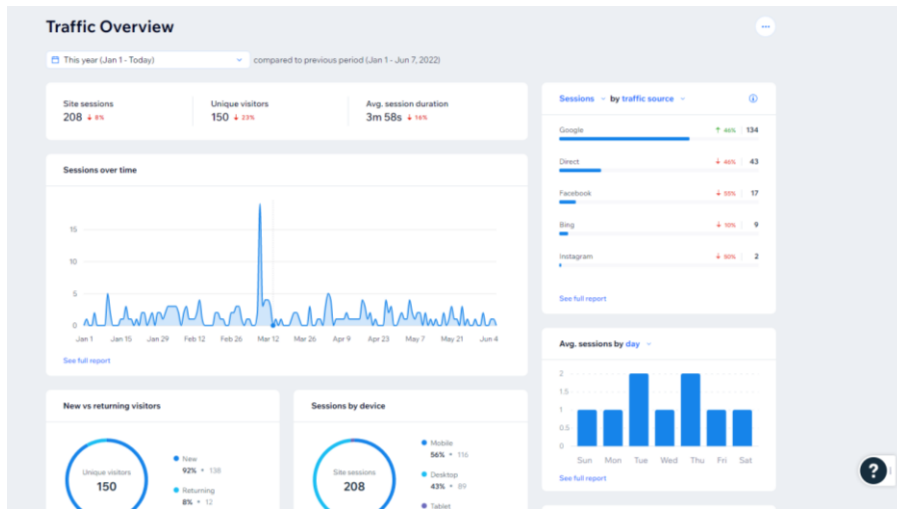 Traffic Overview
This year (Jan 1 - Today)
compared to previous period (Jan 1 - Jun 7, 2022)
Site sessions
208 ↓ 8%
Unique visitors
150 ↓ 23%
Avg. session duration
3m 58s ↓ 16%
Sessions over time
15
10
5
0
Jan 1 Jan 15 Jan 29 Feb 12 Feb 26 Mar 12 Mar 26 Apr 9 Apr 23 May 7 May 21 Jun 4
See full report
New vs returning visitors
Unique visitors
150
New
92% • 138
Returning
8% • 12
Sessions by device
Site sessions
208
Mobile
56% • 116
Desktop
43% • 89
Tablet
Sessions by traffic source
Google ↑ 46% 134
Direct ↓ 46% 43
Facebook ↓ 55% 17
Bing ↓ 10% 9
Instagram ↓ 50% 2
See full report
Avg. sessions by day
2
1.5
1
0.5
0
Sun Mon Tue Wed Thu Fri Sat
See full report
?